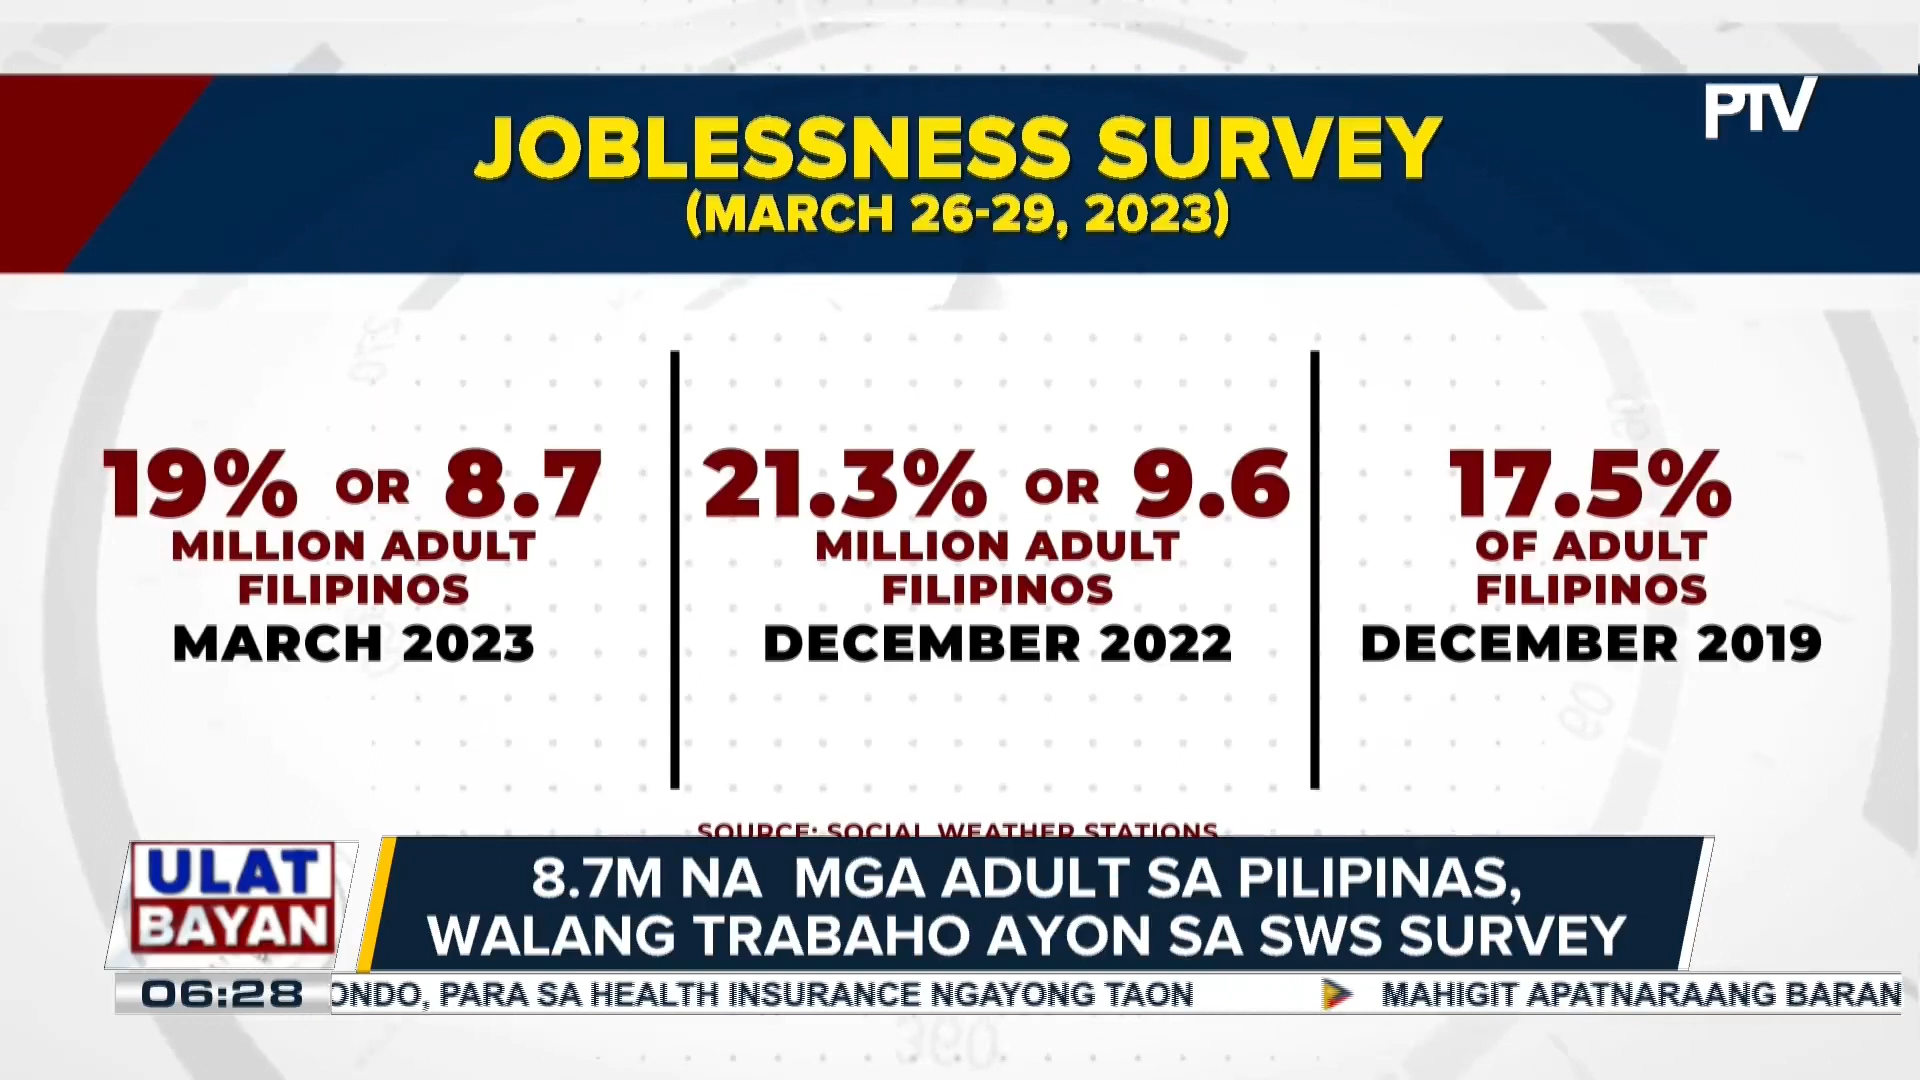 PTV
JOBLESSNESS SURVEY
(MARCH 26-29, 2023)
19% OR 8.7
MILLION ADULT
FILIPINOS
MARCH 2023
21.3% OR 9.6
MILLION ADULT
FILIPINOS
DECEMBER 2022
17.5%
OF ADULT
FILIPINOS
DECEMBER 2019
SOURCE: SOCIAL WEATHER STATIONS
ULAT
BAYAN
8.7M NA MGA ADULT SA PILIPINAS,
WALANG TRABAHO AYON SA SWS SURVEY
06:28
ONDO, PARA SA HEALTH INSURANCE NGAYONG TAON MAHIGIT APATNARAANG BARAN
360